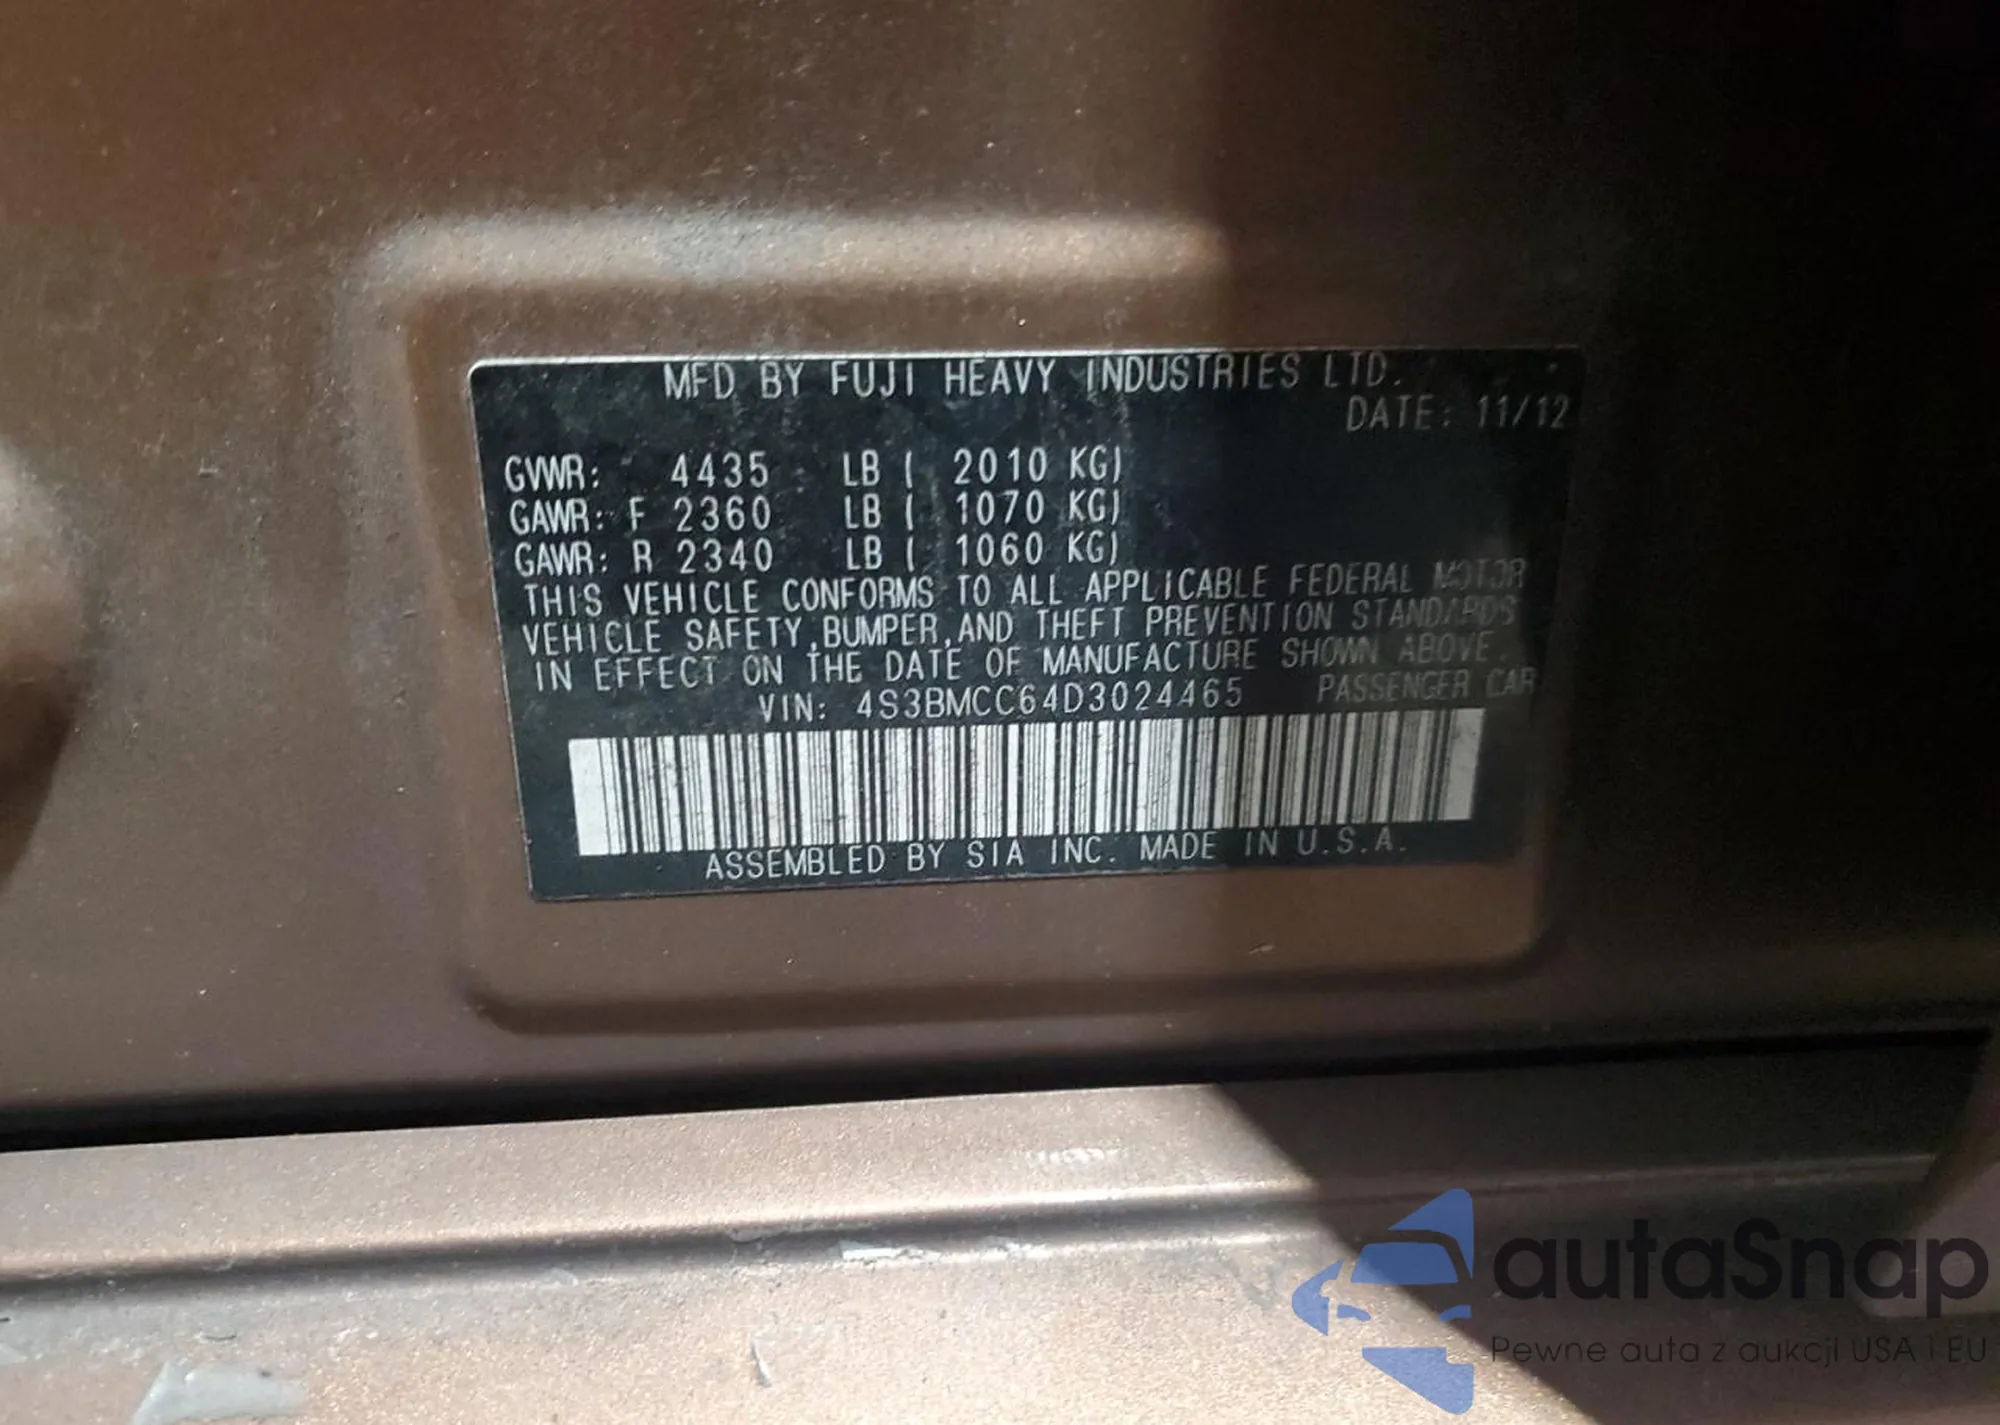 MFD BY FUJI HEAVY INDUSTRIES LTD.
DATE: 11/12
GVWR: 4435 LB ( 2010 KG)
GAWR: F 2360 LB ( 1070 KG)
GAWR: R 2340 LB ( 1060 KG)
THIS VEHICLE CONFORMS TO ALL APPLICABLE FEDERAL MOTOR
VEHICLE SAFETY,BUMPER,AND THEFT PREVENTION STANDARDS
IN EFFECT ON THE DATE OF MANUFACTURE SHOWN ABOVE.
VIN: 4S3BMCC64D3024465 PASSENGER CAR
ASSEMBLED BY SIA INC. MADE IN U.S.A.
autaSnap
Pewne auta z aukcji USA i EU